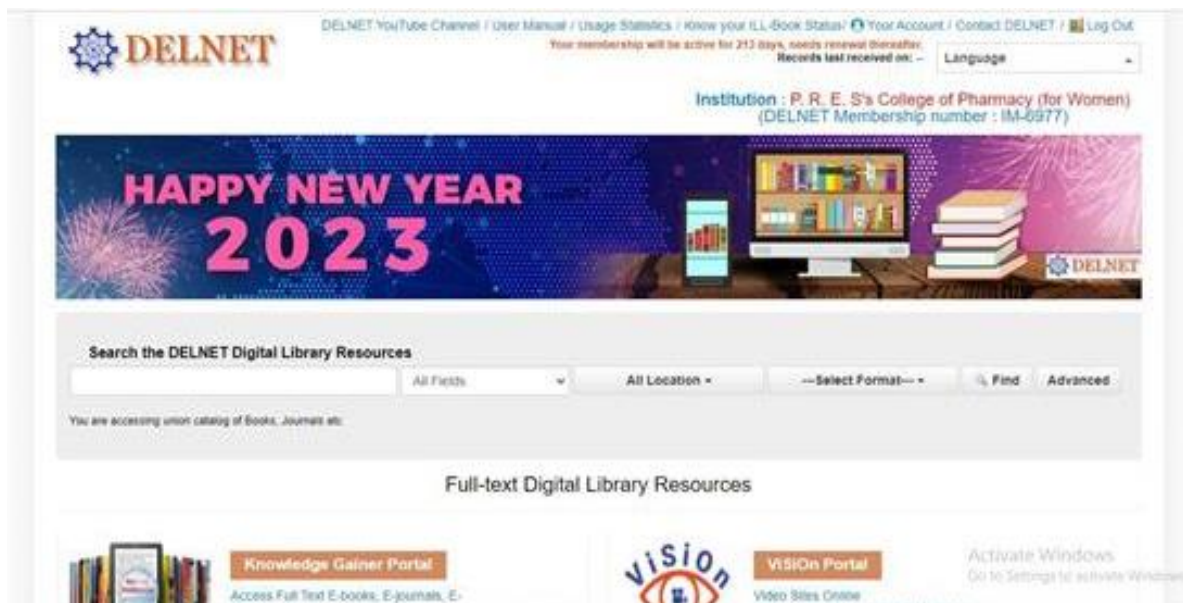 DELNET YouTube Channel / User Manual / Usage Statistics / Know your ILL-Book Status/ Your Account / Contact DELNET / Log Out
DELNET
Your membership will be active for 213 days, needs renewal thereafter.
Records last received on: --
Language
Institution : P. R. E. S's College of Pharmacy (for Women)
(DELNET Membership number : IM-6977)
HAPPY NEW YEAR
2023
DELNET
Search the DELNET Digital Library Resources
All Fields
All Location
---Select Format---
Find
Advanced
You are accessing union catalog of Books, Journals etc
Full-text Digital Library Resources
Knowledge Gainer Portal
Access Full Text E-books, E-journals, E-
ViSiOn
ViSiOn Portal
Video Sites Online
Activate Windows
Go to Settings to activate Windows